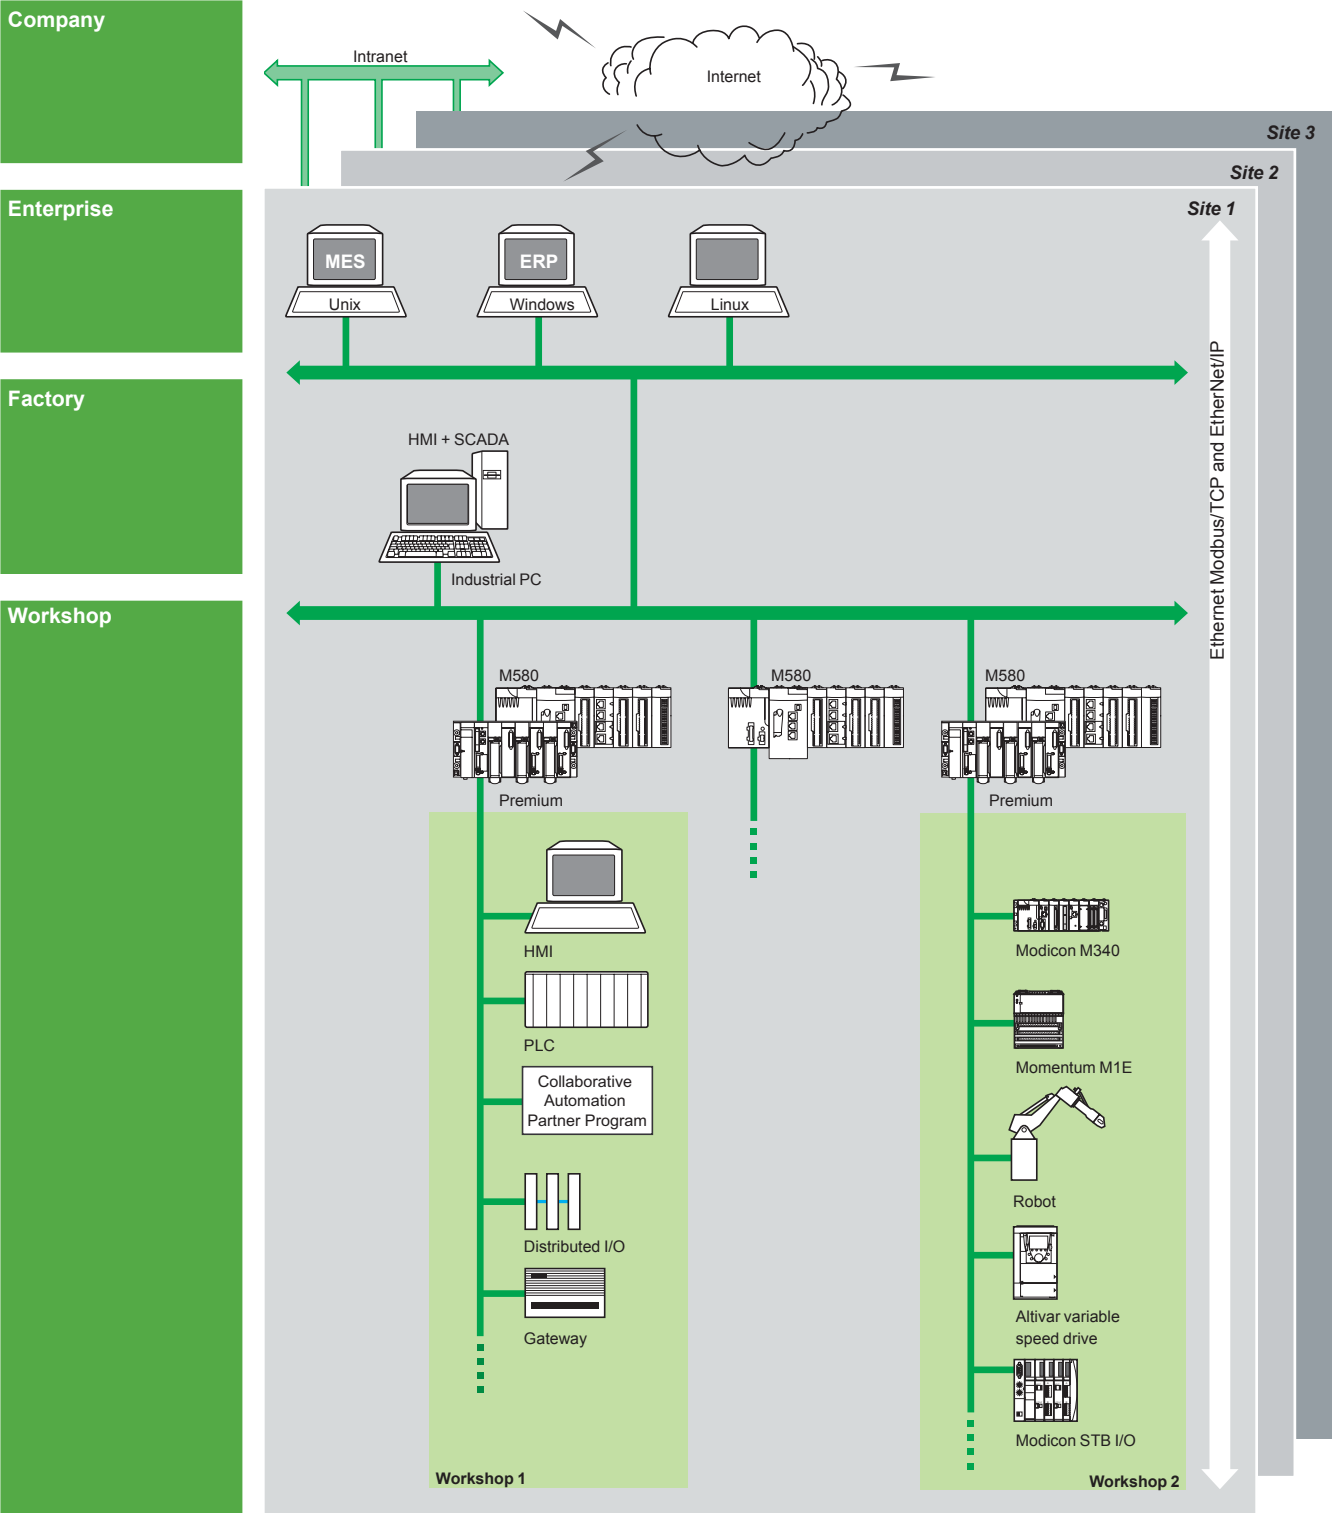 Company
Intranet
Internet
Site 3
Site 2
Enterprise
Site 1
MES
ERP
Unix
Windows
Linux
Ethernet Modbus/TCP and EtherNet/IP
Factory
HMI + SCADA
Industrial PC
Workshop
M580
M580
M580
Premium
Premium
HMI
Modicon M340
PLC
Momentum M1E
Collaborative
Automation
Partner Program
Robot
Distributed I/O
Altivar variable
speed drive
Gateway
Modicon STB I/O
Workshop 1
Workshop 2